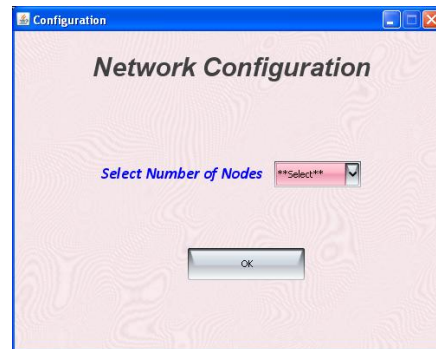 Configuration
Network Configuration
Select Number of Nodes **Select**
OK